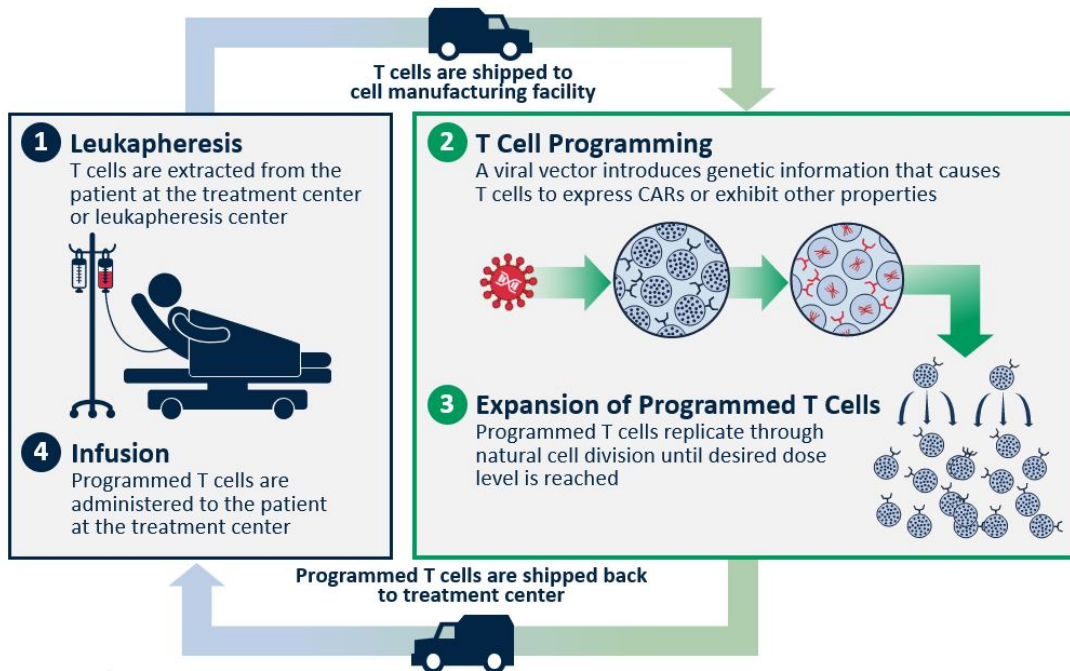 T cells are shipped to
cell manufacturing facility
1 Leukapheresis
T cells are extracted from the
patient at the treatment center
or leukapheresis center
4 Infusion
Programmed T cells are
administered to the patient
at the treatment center
2 T Cell Programming
A viral vector introduces genetic information that causes
T cells to express CARs or exhibit other properties
3 Expansion of Programmed T Cells
Programmed T cells replicate through
natural cell division until desired dose
level is reached
Programmed T cells are shipped back
to treatment center